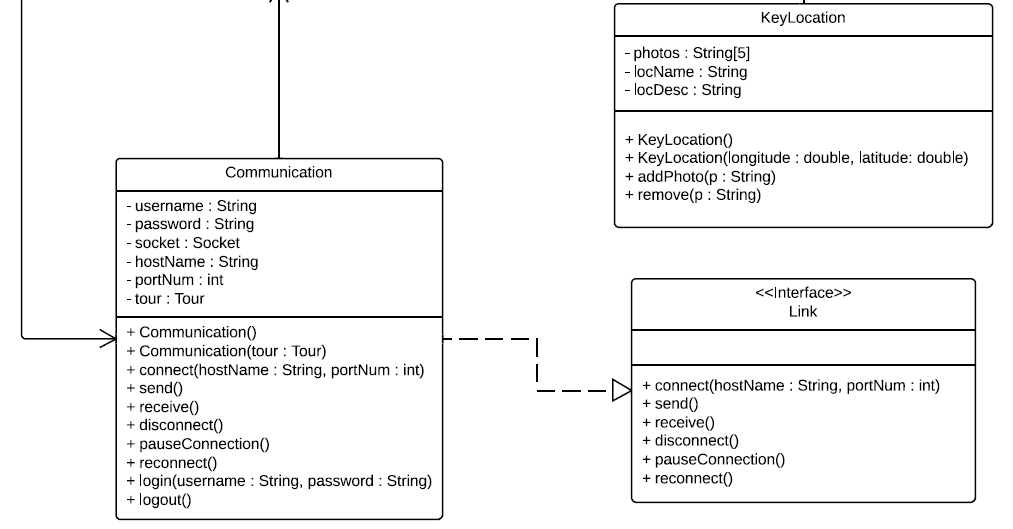 KeyLocation
- photos : String[5]
- locName : String
- locDesc : String
+ KeyLocation()
+ KeyLocation(longitude : double, latitude: double)
+ addPhoto(p : String)
+ remove(p : String)
Communication
- username : String
- password : String
- socket : Socket
- hostName : String
- portNum : int
- tour : Tour
+ Communication()
+ Communication(tour : Tour)
+ connect(hostName : String, portNum : int)
+ send()
+ receive()
+ disconnect()
+ pauseConnection()
+ reconnect()
+ login(username : String, password : String)
+ logout()
<<Interface>>
Link
+ connect(hostName : String, portNum : int)
+ send()
+ receive()
+ disconnect()
+ pauseConnection()
+ reconnect()